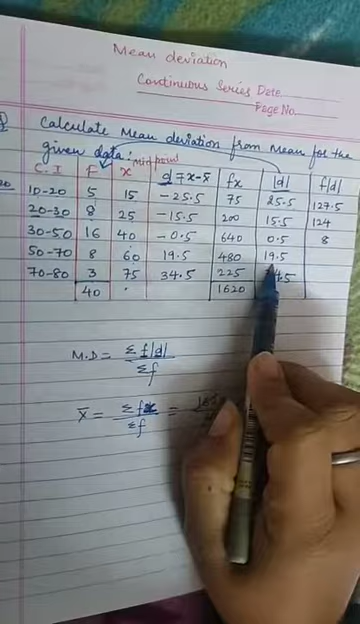 Mean deviation
Continuous Series Date
Page No.
Calculate Mean deviation from Mean for the
given data:
C.I F x mid point d = x - x̄ fx |d| f|d|
10-20 5 15 -25.5 75 25.5 127.5
20-30 8 25 -15.5 200 15.5 124
30-50 16 40 -0.5 640 0.5 8
50-70 8 60 19.5 480 19.5
70-80 3 75 34.5 225 34.5
40 1620
M.D = Σf|d| / Σf
x̄ = Σfx / Σf =